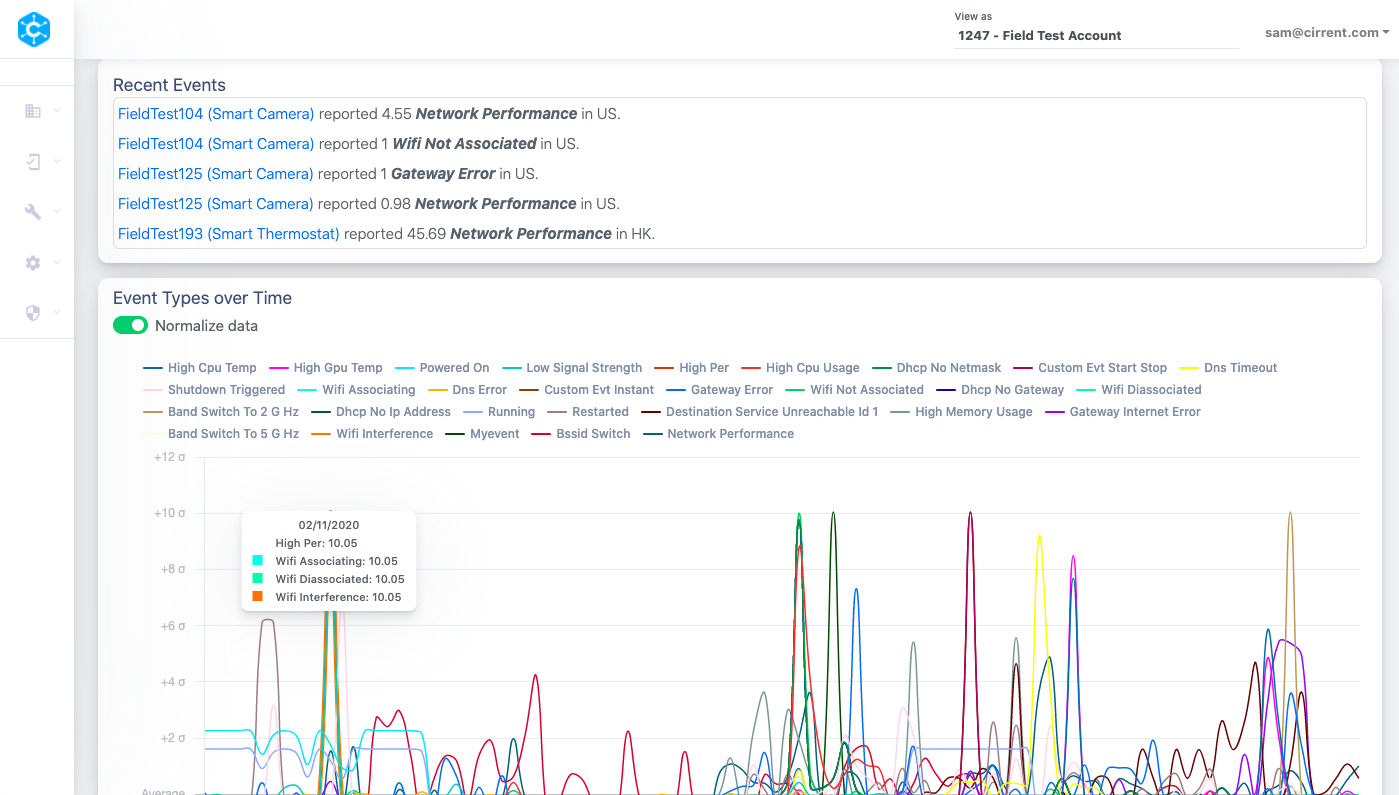 C
View as
1247 - Field Test Account
sam@cirrent.com
Recent Events
FieldTest104 (Smart Camera) reported 4.55 Network Performance in US.
FieldTest104 (Smart Camera) reported 1 Wifi Not Associated in US.
FieldTest125 (Smart Camera) reported 1 Gateway Error in US.
FieldTest125 (Smart Camera) reported 0.98 Network Performance in US.
FieldTest193 (Smart Thermostat) reported 45.69 Network Performance in HK.
Event Types over Time
Normalize data
High Cpu Temp High Gpu Temp Powered On Low Signal Strength High Per High Cpu Usage Dhcp No Netmask Custom Evt Start Stop Dns Timeout
Shutdown Triggered Wifi Associating Dns Error Custom Evt Instant Gateway Error Wifi Not Associated Dhcp No Gateway Wifi Diassociated
Band Switch To 2 G Hz Dhcp No Ip Address Running Restarted Destination Service Unreachable Id 1 High Memory Usage Gateway Internet Error
Band Switch To 5 G Hz Wifi Interference Myevent Bssid Switch Network Performance
+12 σ
+10 σ
02/11/2020
High Per: 10.05
Wifi Associating: 10.05
Wifi Diassociated: 10.05
Wifi Interference: 10.05
+8 σ
+6 σ
+4 σ
+2 σ
Average